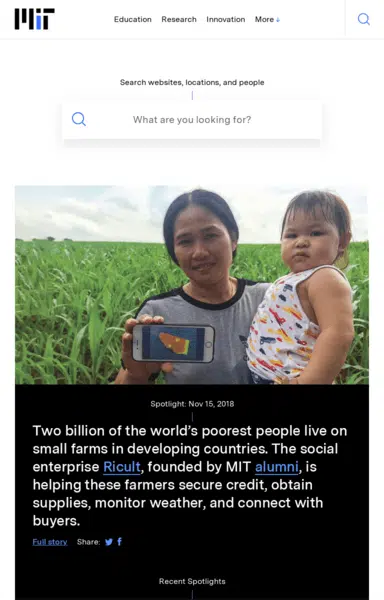 MIT
Education Research Innovation More ↓
Search websites, locations, and people
What are you looking for?
Spotlight: Nov 15, 2018
Two billion of the world's poorest people live on
small farms in developing countries. The social
enterprise Ricult, founded by MIT alumni, is
helping these farmers secure credit, obtain
supplies, monitor weather, and connect with
buyers.
Full story Share:
Recent Spotlights